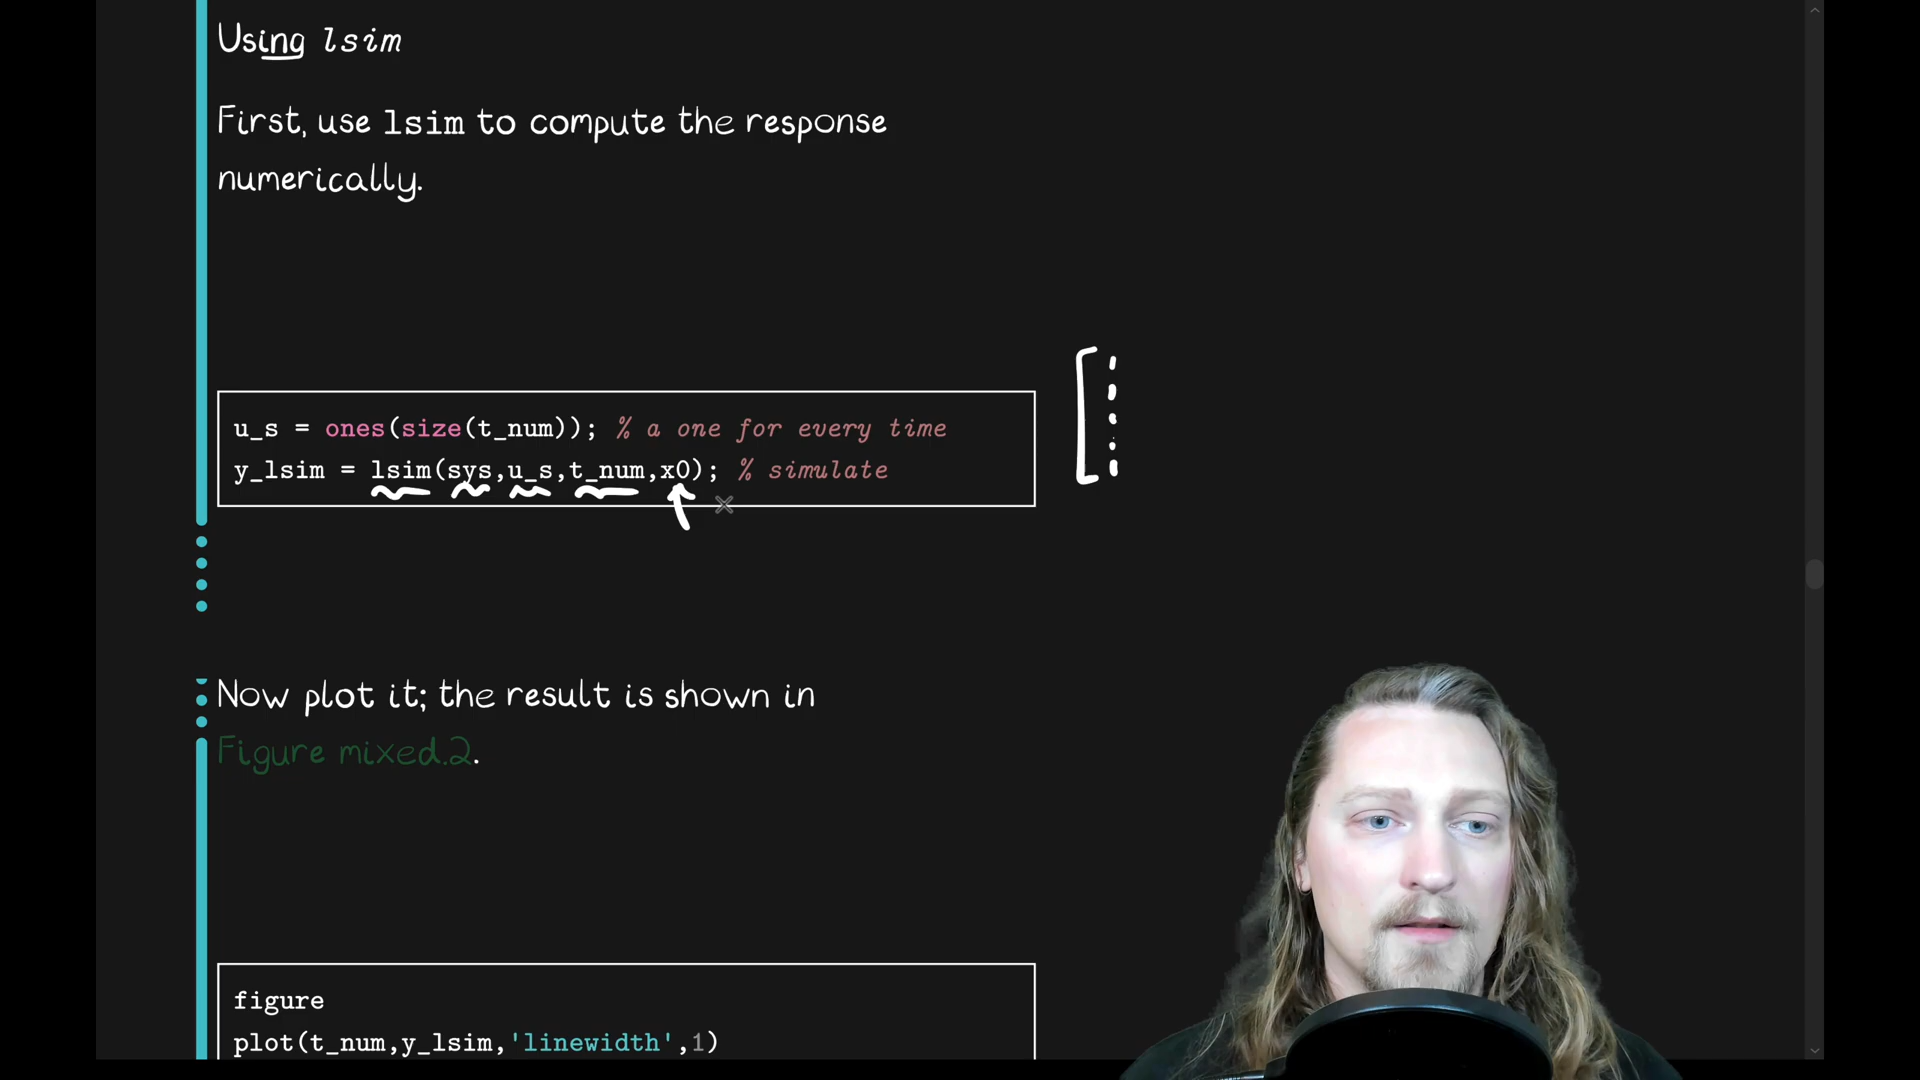 Using lsim
First, use lsim to compute the response
numerically.
u_s = ones(size(t_num)); % a one for every time
y_lsim = lsim(sys,u_s,t_num,x0); % simulate
Now plot it; the result is shown in
Figure mixed.2.
figure
plot(t_num,y_lsim,'linewidth',1)